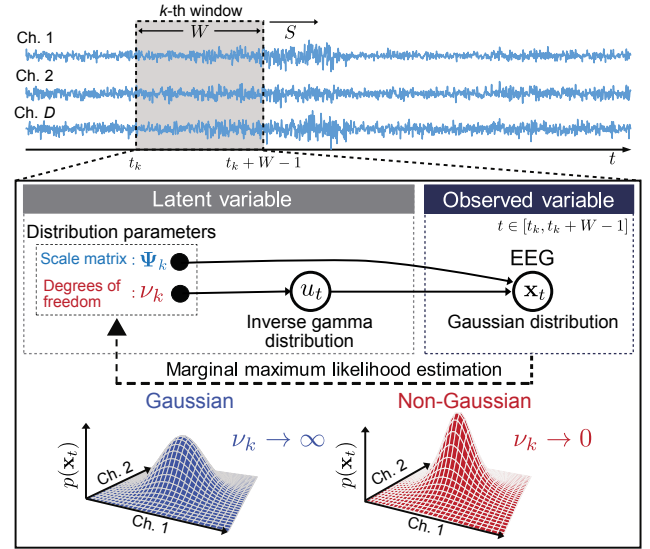 k-th window
W
S
Ch. 1
Ch. 2
Ch. D
t_k
t_k + W − 1
t
Latent variable
Observed variable
t ∈ [t_k, t_k + W − 1]
Distribution parameters
Scale matrix : Ψ_k
Degrees of
freedom : ν_k
u_t
Inverse gamma
distribution
EEG
x_t
Gaussian distribution
Marginal maximum likelihood estimation
Gaussian
ν_k → ∞
p(x_t)
Ch. 2
Ch. 1
Non-Gaussian
ν_k → 0
p(x_t)
Ch. 2
Ch. 1